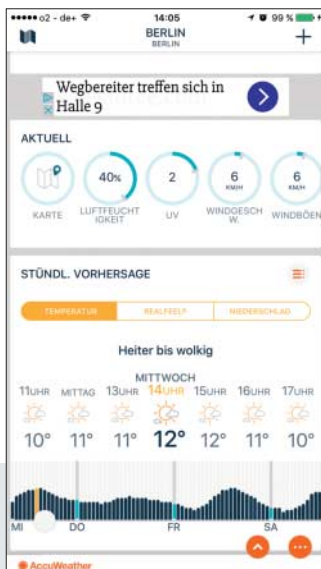 ●●●●● o2 - de+ 14:05 99 %
BERLIN
BERLIN
Wegbereiter treffen sich in
Halle 9
AKTUELL
40%
2
6
KM/H
6
KM/H
KARTE
LUFTFEUCHT
IGKEIT
UV
WINDGESCH
W.
WINDBÖEN
STÜNDL. VORHERSAGE
TEMPERATUR REALFEEL® NIEDERSCHLAG
Heiter bis wolkig
MITTWOCH
11UHR MITTAG 13UHR 14UHR 15UHR 16UHR 17UHR
10° 11° 11° 12° 12° 11° 10°
MI DO FR SA
AccuWeather